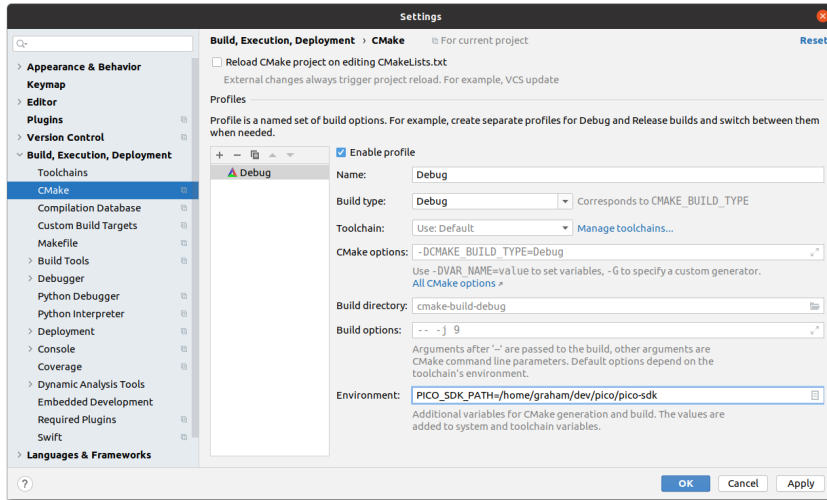 Settings
Build, Execution, Deployment › CMake For current project Reset
Appearance & Behavior
Keymap
Editor
Plugins
Version Control
Build, Execution, Deployment
Toolchains
CMake
Compilation Database
Custom Build Targets
Makefile
Build Tools
Debugger
Python Debugger
Python Interpreter
Deployment
Console
Coverage
Dynamic Analysis Tools
Embedded Development
Required Plugins
Swift
Languages & Frameworks
Reload CMake project on editing CMakeLists.txt
External changes always trigger project reload. For example, VCS update
Profiles
Profile is a named set of build options. For example, create separate profiles for Debug and Release builds and switch between them
when needed.
Debug
Enable profile
Name: Debug
Build type: Debug Corresponds to CMAKE_BUILD_TYPE
Toolchain: Use: Default Manage toolchains...
CMake options: -DCMAKE_BUILD_TYPE=Debug
Use -DVAR_NAME=value to set variables, -G to specify a custom generator.
All CMake options ↗
Build directory: cmake-build-debug
Build options: -- -j 9
Arguments after '--' are passed to the build, other arguments are
CMake command line parameters. Default options depend on the
toolchain's environment.
Environment: PICO_SDK_PATH=/home/graham/dev/pico/pico-sdk
Additional variables for CMake generation and build. The values are
added to system and toolchain variables.
? OK Cancel Apply